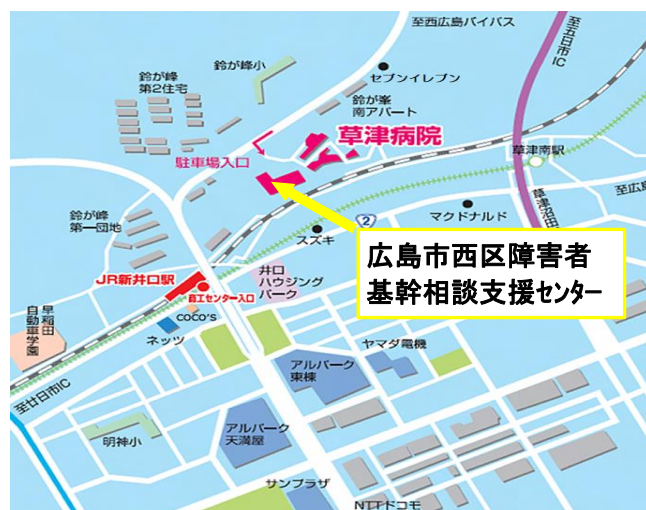 至西広島バイパス
至五日市
IC
鈴が峰小
鈴が峰
第2住宅
セブンイレブン
鈴が峯
南アパート
草津病院
駐車場入口
草津南駅
草津沼田
至広
鈴が峰
第一団地
2
マクドナルド
スズキ
広島市西区障害者
基幹相談支援センター
JR新井口駅
商工センター入口
井口
ハウジング
パーク
早稲田
自動車学園
COCO'S
ネッツ
ヤマダ電機
アルパーク
東棟
至廿日市IC
アルパーク
天満屋
明神小
サンプラザ
NTTドコモ